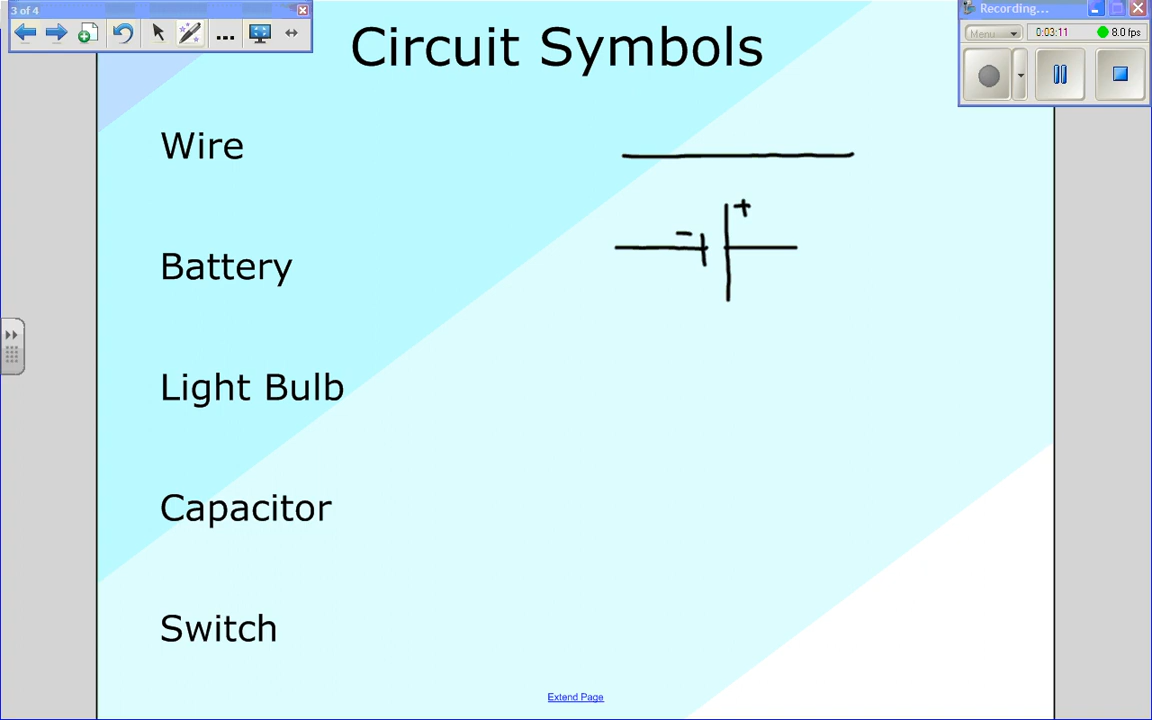 3 of 4
Recording...
Circuit Symbols
Menu
0:03:11
8.0 fps
...
Wire
+
-
Battery
Light Bulb
Capacitor
Switch
Extend Page